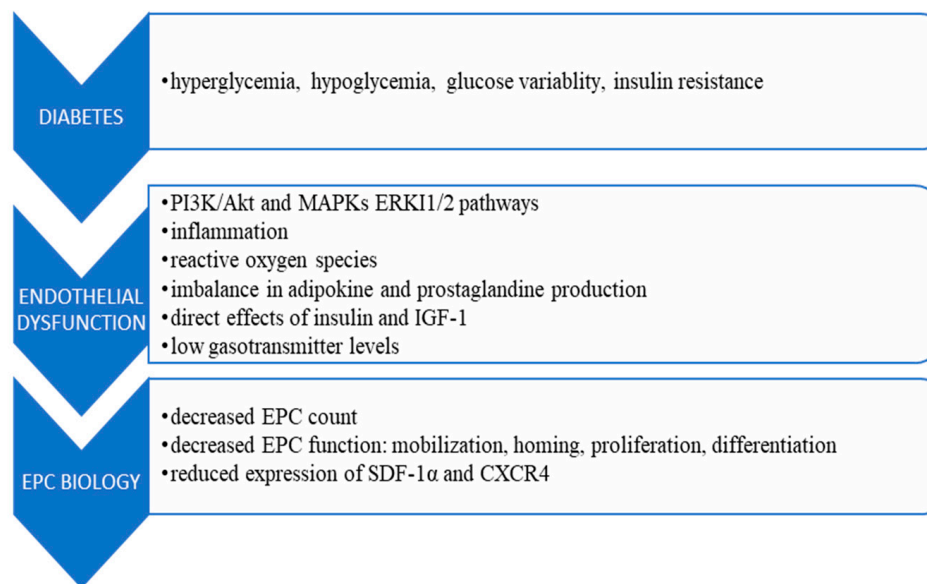 DIABETES
•hyperglycemia, hypoglycemia, glucose variablity, insulin resistance
ENDOTHELIAL
DYSFUNCTION
•PI3K/Akt and MAPKs ERKI1/2 pathways
•inflammation
•reactive oxygen species
•imbalance in adipokine and prostaglandine production
•direct effects of insulin and IGF-1
•low gasotransmitter levels
EPC BIOLOGY
•decreased EPC count
•decreased EPC function: mobilization, homing, proliferation, differentiation
•reduced expression of SDF-1α and CXCR4